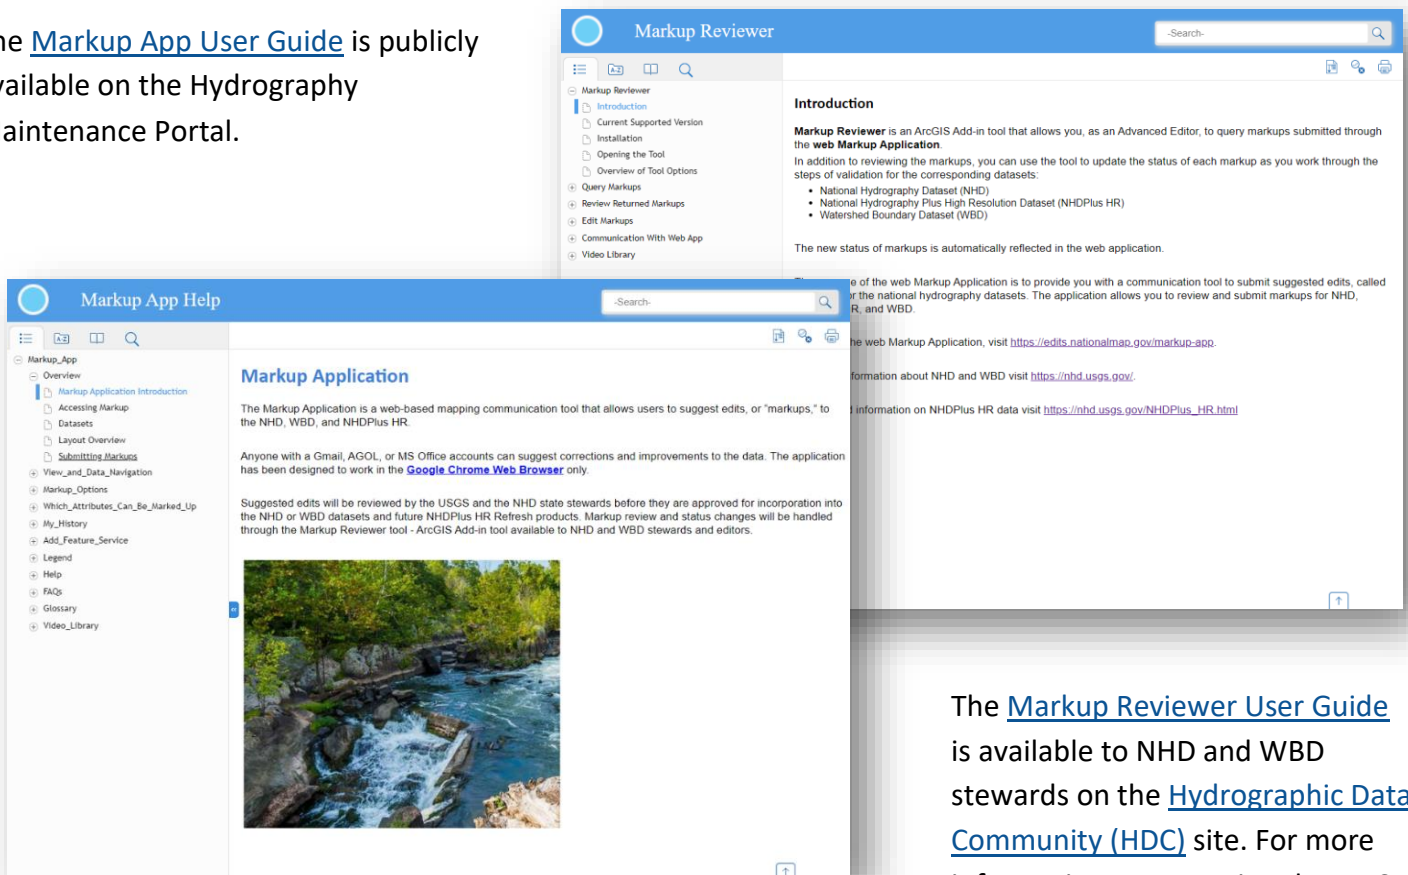 Markup App User Guide is publicly
on the Hydrography
Portal.
Markup Reviewer
-Search-
Markup Reviewer
Introduction
Current Supported Version
Installation
Opening the Tool
Overview of Tool Options
Query Markups
Review Returned Markups
Edit Markups
Communication With Web App
Video Library
Introduction
Markup Reviewer is an ArcGIS Add-in tool that allows you, as an Advanced Editor, to query markups submitted through
the web Markup Application.
In addition to reviewing the markups, you can use the tool to update the status of each markup as you work through the
steps of validation for the corresponding datasets:
• National Hydrography Dataset (NHD)
• National Hydrography Plus High Resolution Dataset (NHDPlus HR)
• Watershed Boundary Dataset (WBD)
The new status of markups is automatically reflected in the web application.
of the web Markup Application is to provide you with a communication tool to submit suggested edits, called
the national hydrography datasets. The application allows you to review and submit markups for NHD,
and WBD.
the web Markup Application, visit https://edits.nationalmap.gov/markup-app.
about NHD and WBD visit https://nhd.usgs.gov/.
information on NHDPlus HR data visit https://nhd.usgs.gov/NHDPlus_HR.html
Markup App Help
-Search-
A-Z
Markup_App
Overview
Markup Application Introduction
Accessing Markup
Datasets
Layout Overview
Submitting Markups
View_and_Data_Navigation
Markup_Options
Which_Attributes_Can_Be_Marked_Up
My_History
Add_Feature_Service
Legend
Help
FAQs
Glossary
Video_Library
Markup Application
The Markup Application is a web-based mapping communication tool that allows users to suggest edits, or "markups," to
the NHD, WBD, and NHDPlus HR.
Anyone with a Gmail, AGOL, or MS Office accounts can suggest corrections and improvements to the data. The application
has been designed to work in the Google Chrome Web Browser only.
Suggested edits will be reviewed by the USGS and the NHD state stewards before they are approved for incorporation into
the NHD or WBD datasets and future NHDPlus HR Refresh products. Markup review and status changes will be handled
through the Markup Reviewer tool - ArcGIS Add-in tool available to NHD and WBD stewards and editors.
The Markup Reviewer User Guide
is available to NHD and WBD
stewards on the Hydrographic Data
Community (HDC) site. For more